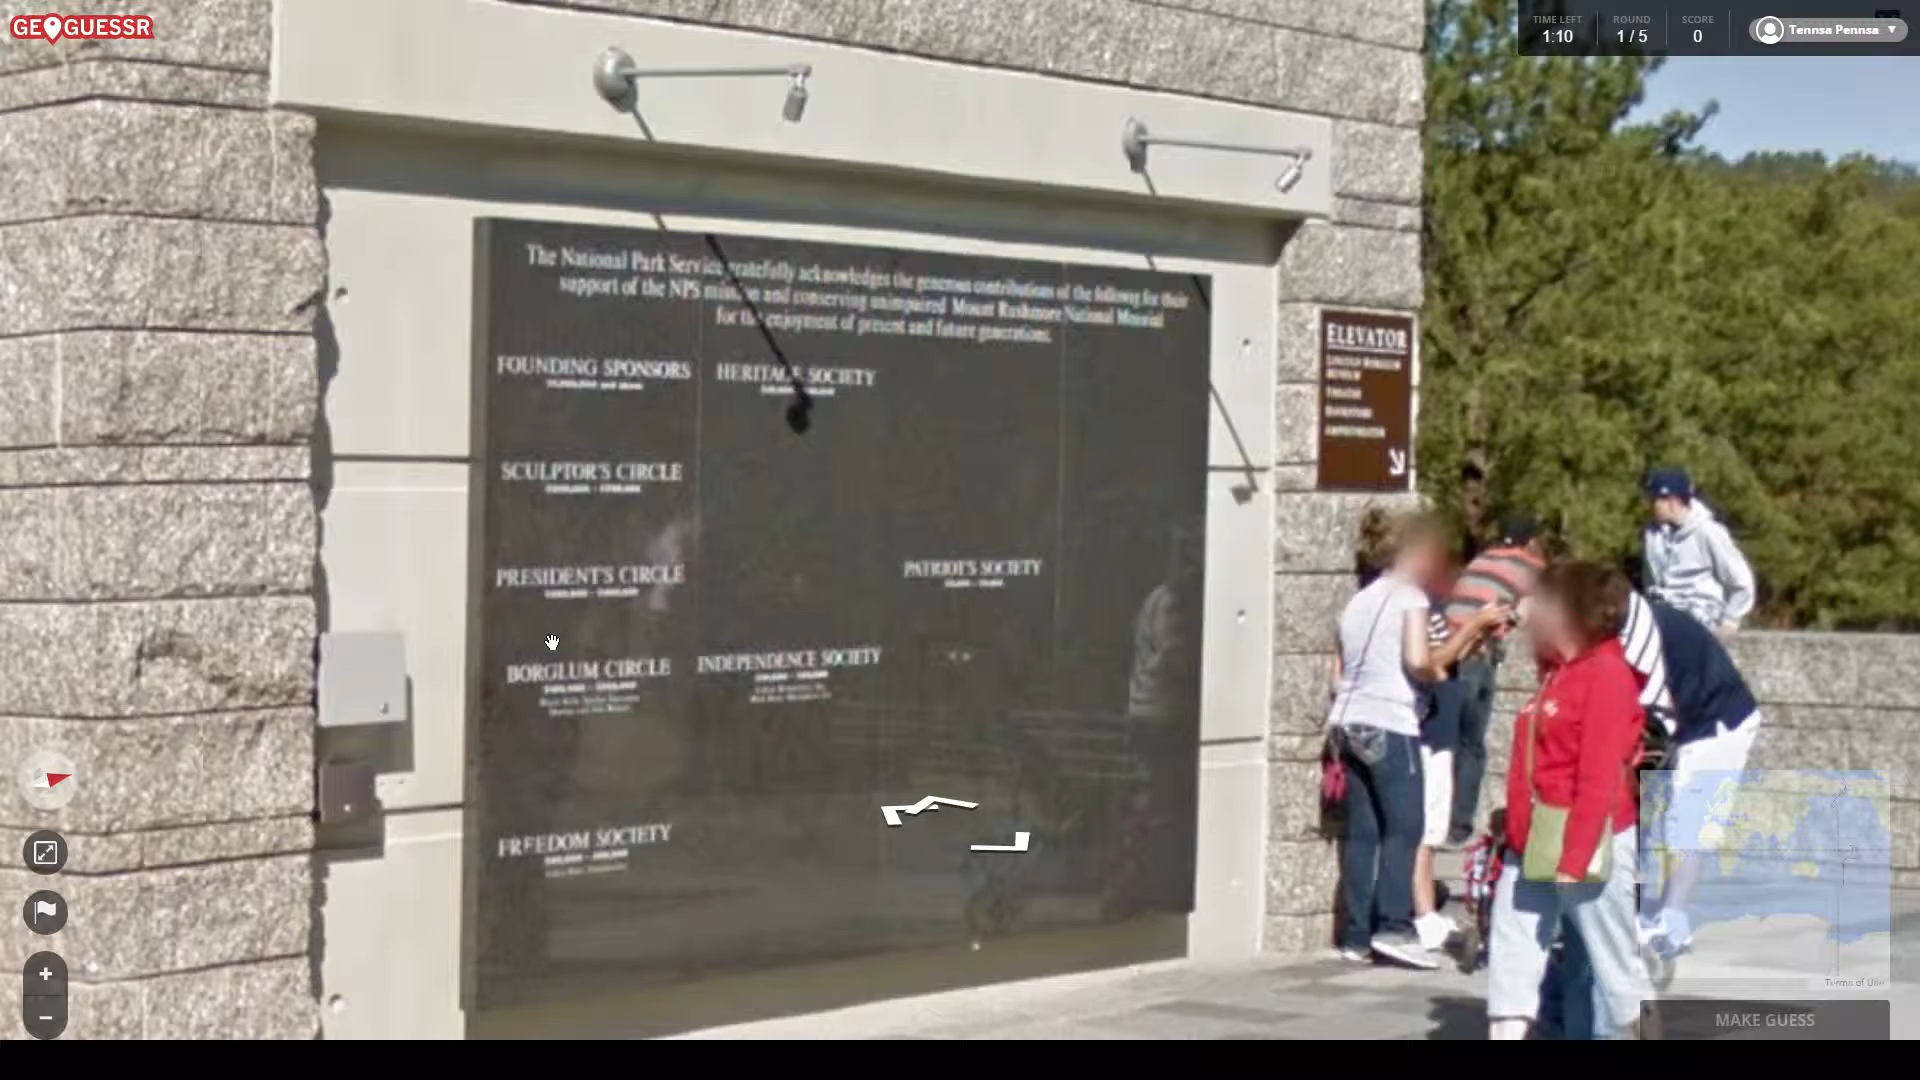 GEOGUESSR
TIME LEFT
1:10
ROUND
1 / 5
SCORE
0
Tennsa Pennsa
The National Park Service gratefully acknowledges the generous contributions of the following for their
support of the NPS mission and conserving unimpaired Mount Rushmore National Memorial
for the enjoyment of present and future generations.
FOUNDING SPONSORS
HERITAGE SOCIETY
SCULPTOR'S CIRCLE
PRESIDENT'S CIRCLE
PATRIOT'S SOCIETY
BORGLUM CIRCLE
INDEPENDENCE SOCIETY
FREEDOM SOCIETY
ELEVATOR
Terms of Use
MAKE GUESS